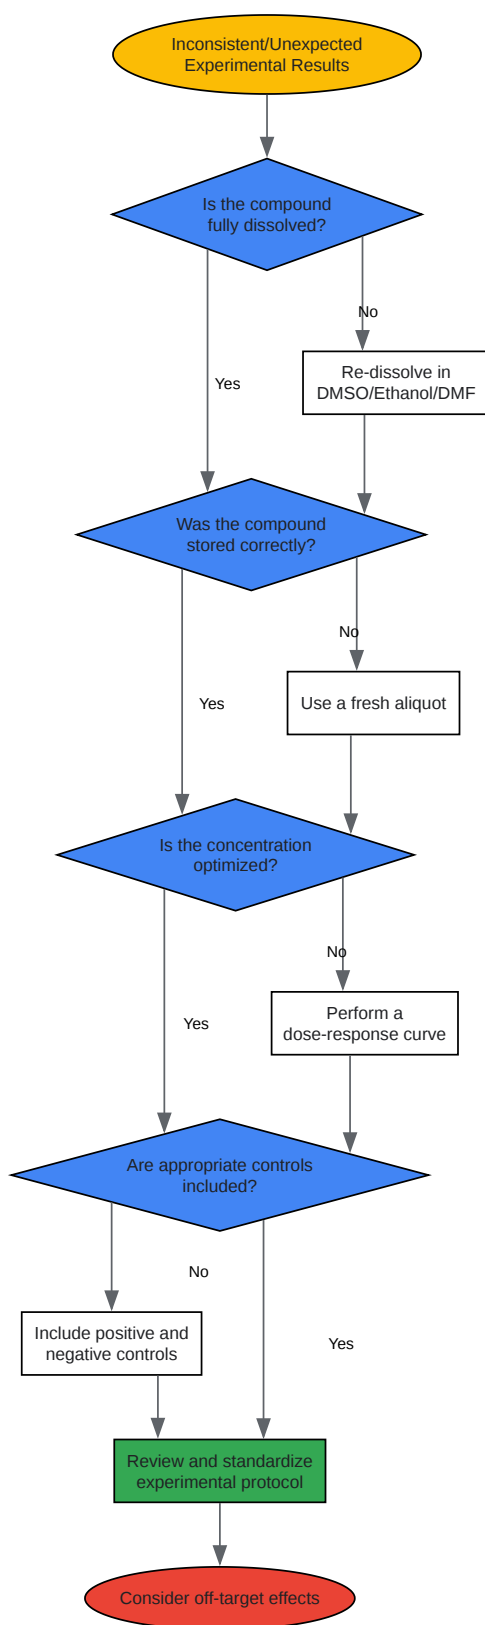 Inconsistent/Unexpected
Experimental Results
Is the compound
fully dissolved?
No
Yes
Re-dissolve in
DMSO/Ethanol/DMF
Was the compound
stored correctly?
No
Yes
Use a fresh aliquot
Is the concentration
optimized?
No
Yes
Perform a
dose-response curve
Are appropriate controls
included?
No
Yes
Include positive and
negative controls
Review and standardize
experimental protocol
Consider off-target effects